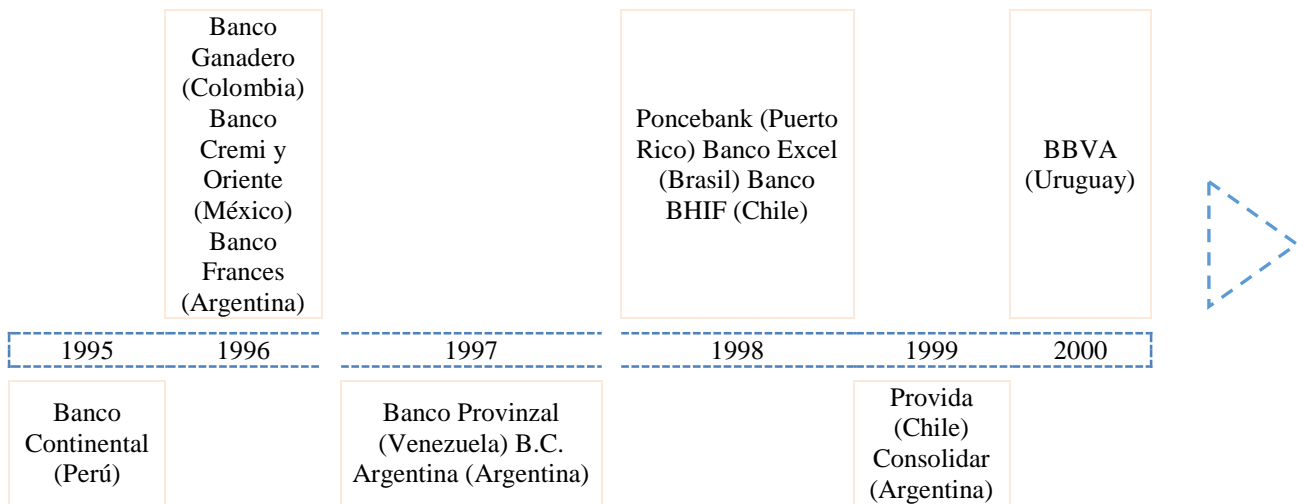 Banco
Ganadero
(Colombia)
Banco
Cremi y
Oriente
(México)
Banco
Frances
(Argentina)
Poncebank (Puerto
Rico) Banco Excel
(Brasil) Banco
BHIF (Chile)
BBVA
(Uruguay)
1995
1996
1997
1998
1999
2000
Banco
Continental
(Perú)
Banco Provinzal
(Venezuela) B.C.
Argentina (Argentina)
Provida
(Chile)
Consolidar
(Argentina)